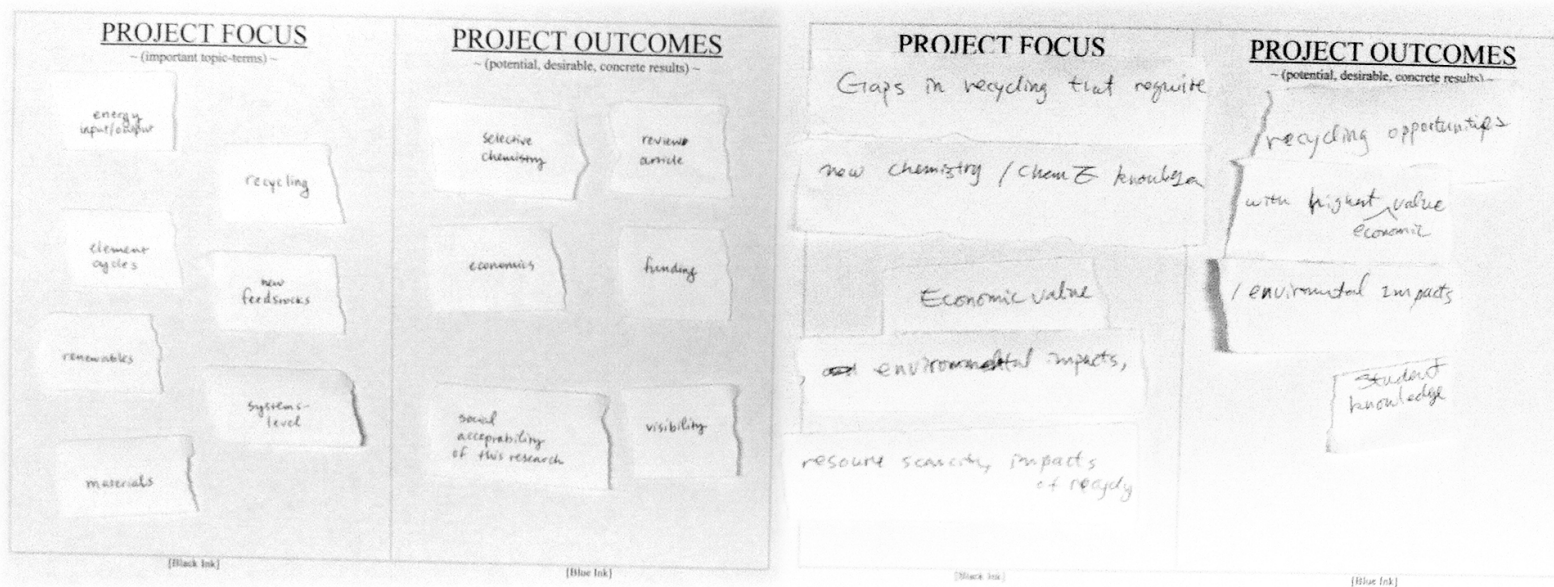 PROJECT FOCUS
~ (important topic-terms) ~
energy
input/output
recycling
element
cycles
new
feedsrocks
renewables
systems-
level
materials
[Black Ink]
PROJECT OUTCOMES
~ (potential, desirable, concrete results) ~
selective
chemistry
review
article
economics
funding
social
acceptability
of this research
visibility
[Blue Ink]
PROJECT FOCUS
Gaps in recycling that require
new chemistry / ChemE
Economic value
, environmental impacts,
resource scarcity, impacts
of recycly
[Black Ink]
PROJECT OUTCOMES
~ (potential, desirable, concrete results) ~
recycling opportunities
with highest value
economic
/ environmental impacts
student
knowledge
[Blue Ink]